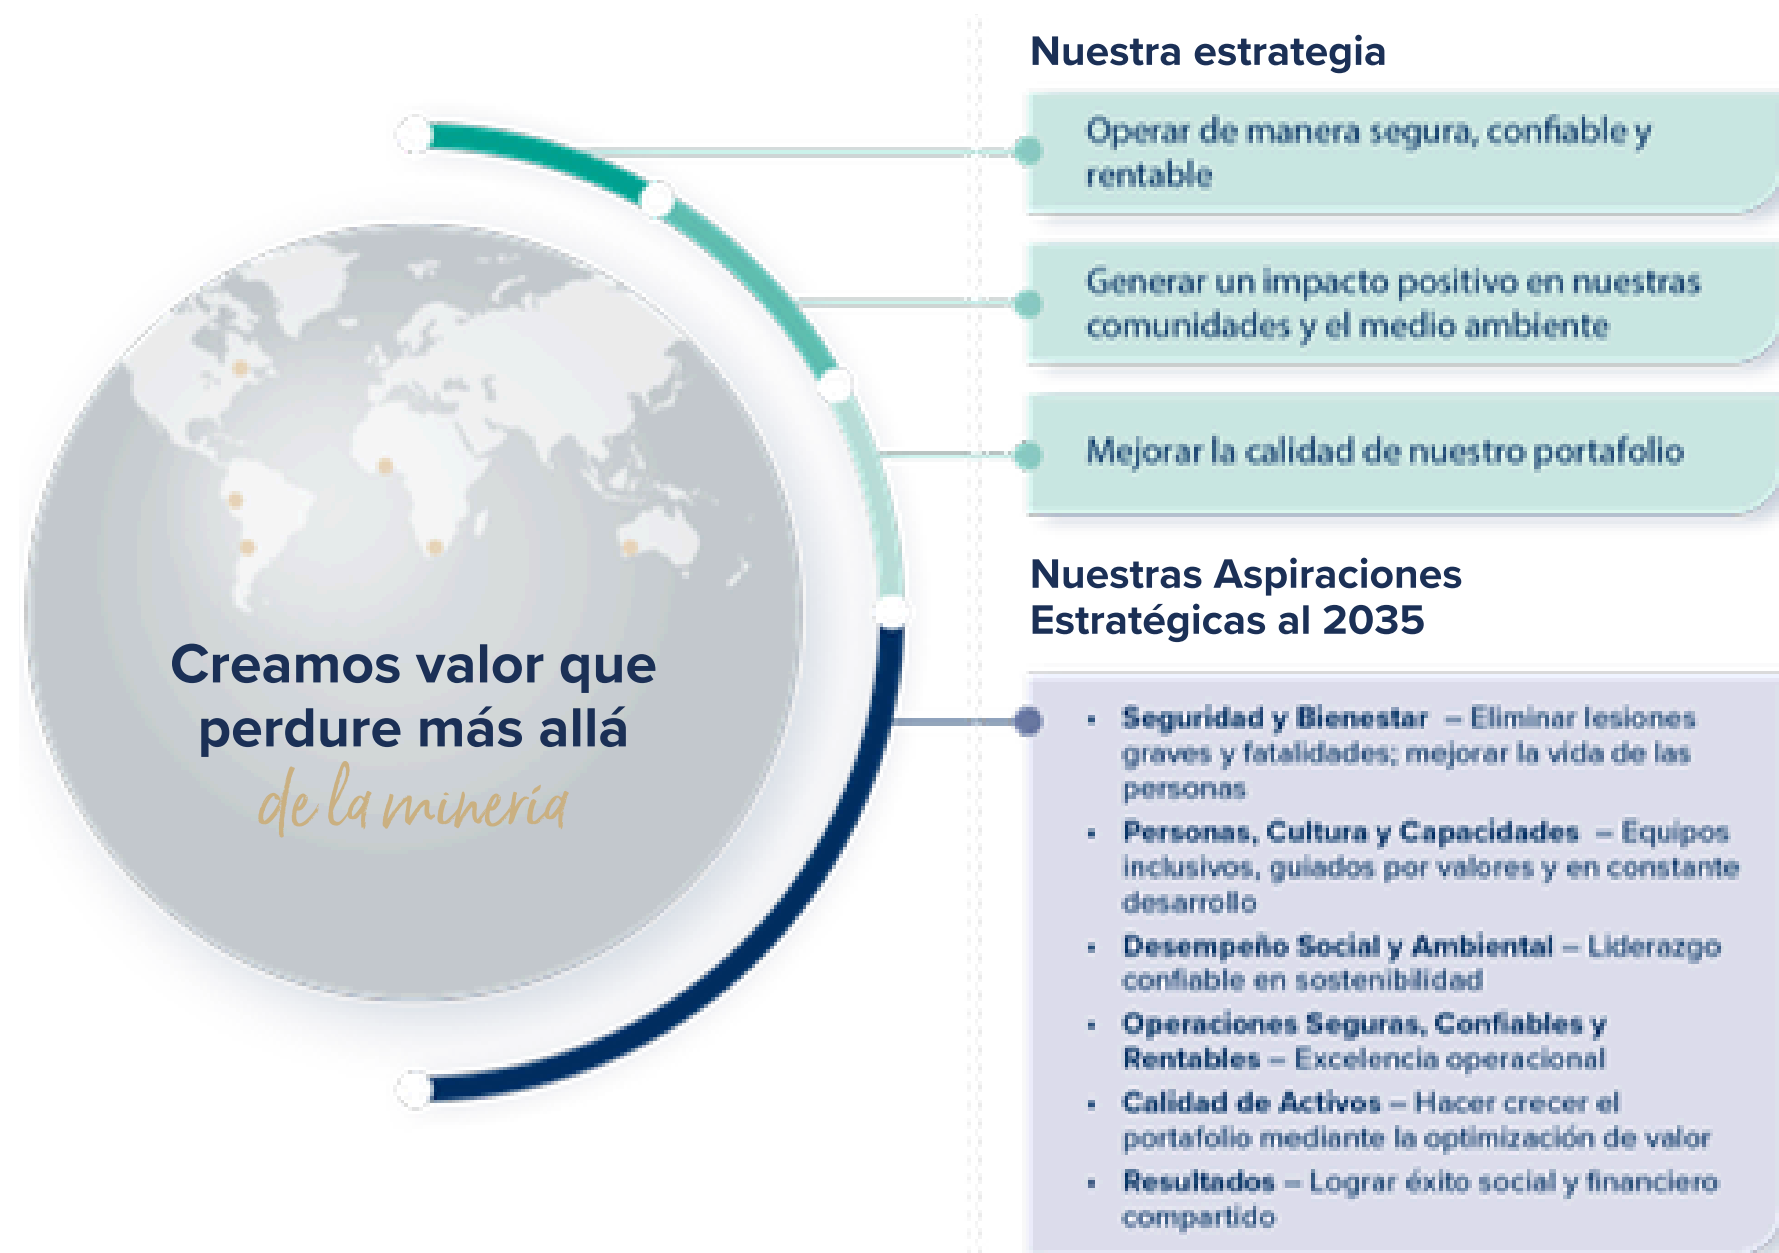 Nuestra estrategia
Operar de manera segura, confiable y
rentable
Generar un impacto positivo en nuestras
comunidades y el medio ambiente
Mejorar la calidad de nuestro portafolio
Creamos valor que
perdure más allá
de la minería
Nuestras Aspiraciones
Estratégicas al 2035
• Seguridad y Bienestar – Eliminar lesiones
graves y fatalidades; mejorar la vida de las
personas
• Personas, Cultura y Capacidades – Equipos
inclusivos, guiados por valores y en constante
desarrollo
• Desempeño Social y Ambiental – Liderazgo
confiable en sostenibilidad
• Operaciones Seguras, Confiables y
Rentables – Excelencia operacional
• Calidad de Activos – Hacer crecer el
portafolio mediante la optimización de valor
• Resultados – Lograr éxito social y financiero
compartido